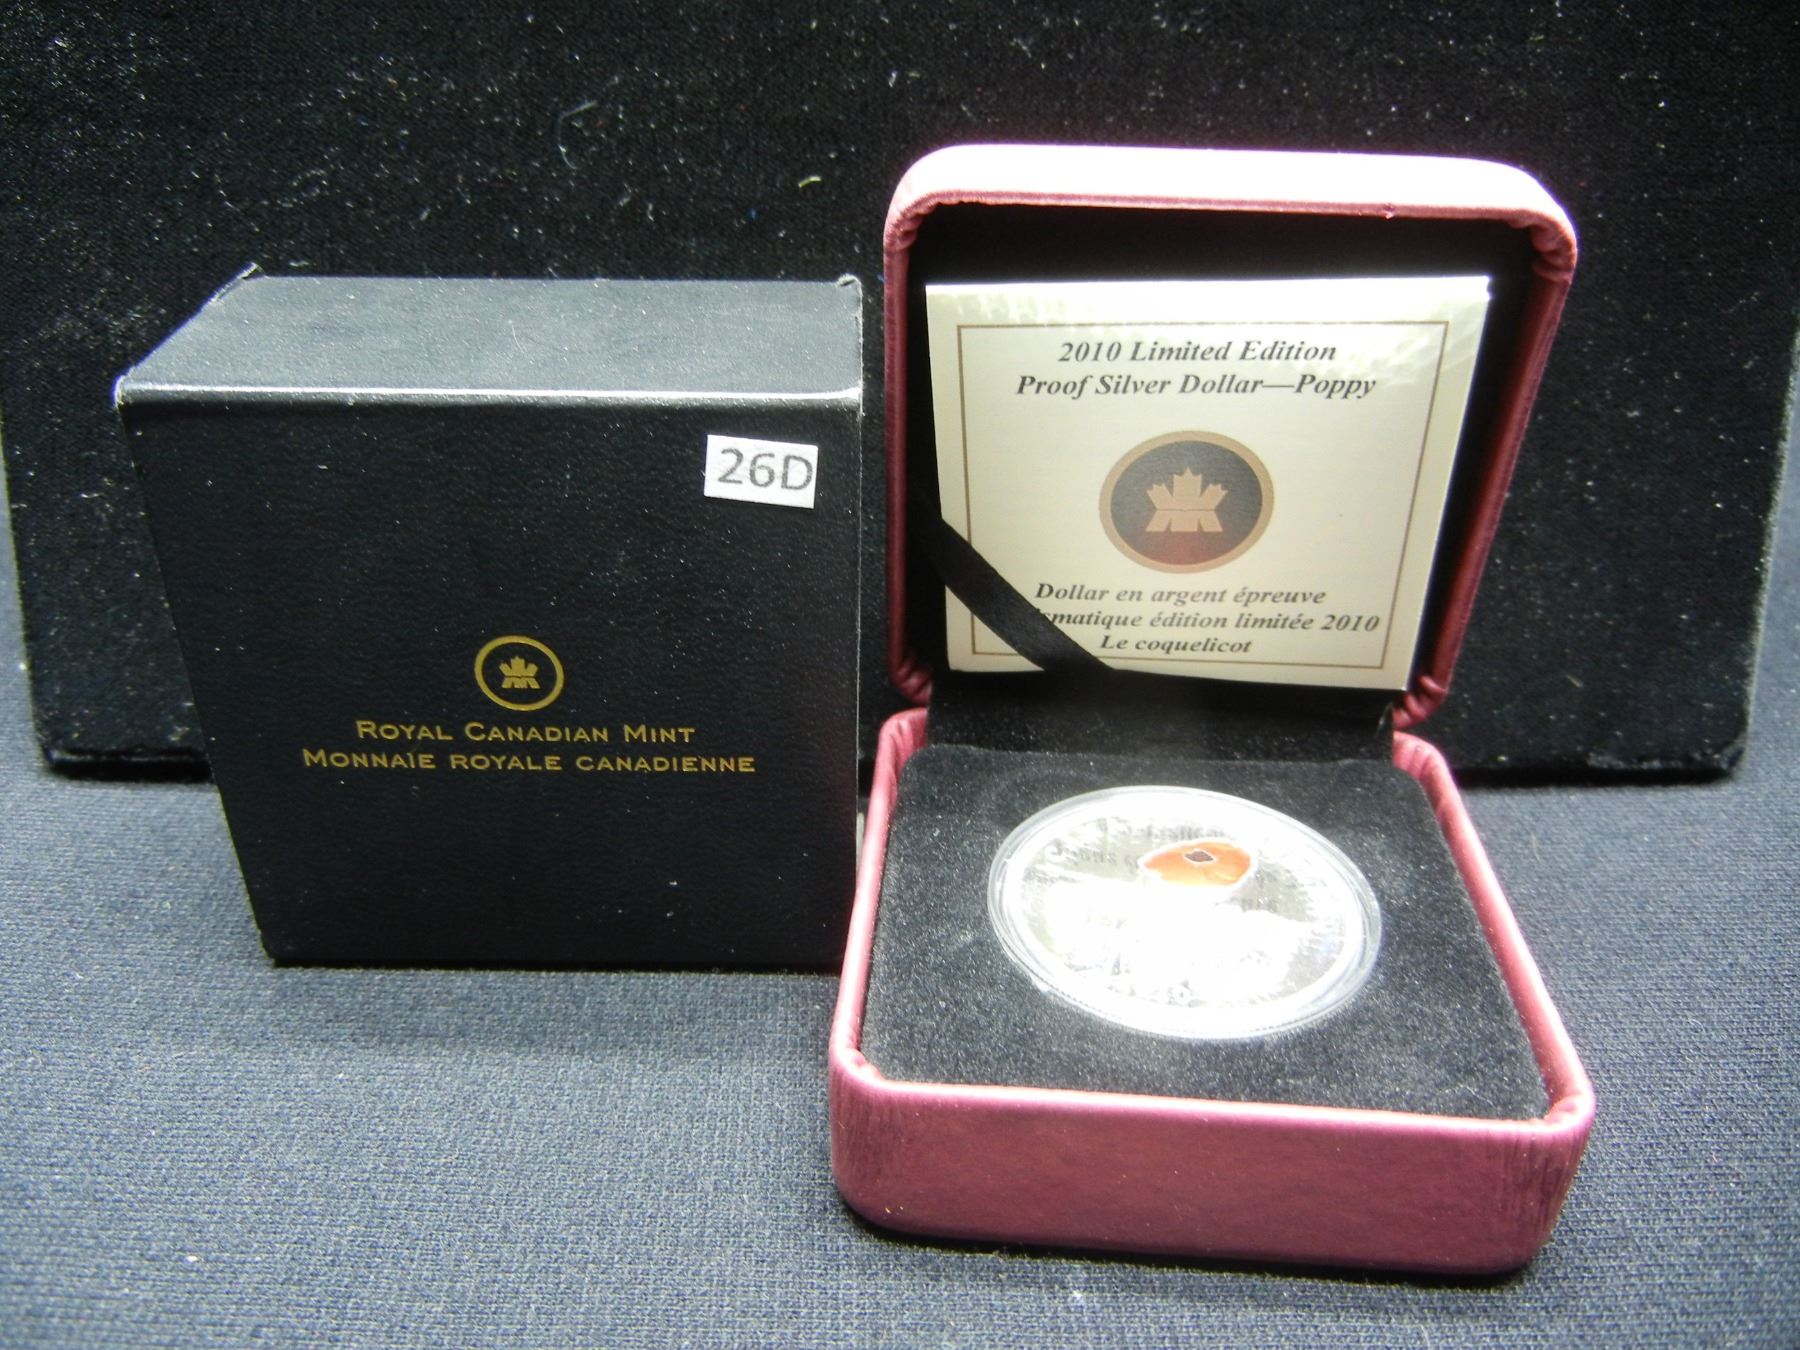 26D
ROYAL CANADIAN MINT
MONNAIE ROYALE CANADIENNE
2010 Limited Edition
Proof Silver Dollar—Poppy
Dollar en argent épreuve
édition limitée 2010
Le coquelicot